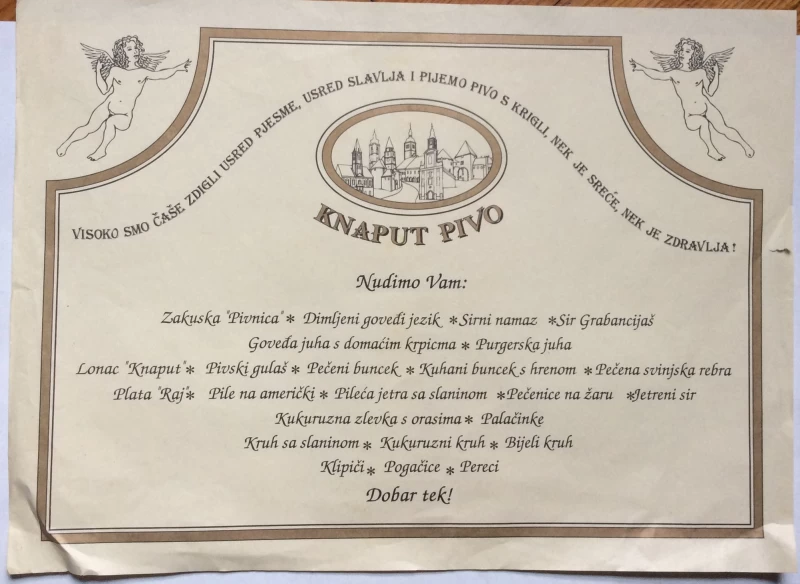 VISOKO SMO ČAŠE ZDIGLI USRED PJESME, USRED SLAVLJA I PIJEMO PIVO S KRIGLI, NEK JE SREĆE, NEK JE ZDRAVLJA!
KNAPUT PIVO
Nudimo Vam:
Zakuska "Pivnica" * Dimljeni goveđi jezik * Sirni namaz * Sir Grabancijaš
Goveđa juha s domaćim krpicma * Purgerska juha
Lonac "Knaput" * Pivski gulaš * Pečeni buncek * Kuhani buncek s hrenom * Pečena svinjska rebra
Plata "Raj" * Pile na američki * Pileća jetra sa slaninom * Pečenice na žaru * Jetreni sir
Kukuruzna zlevka s orasima * Palačinke
Kruh sa slaninom * Kukuruzni kruh * Bijeli kruh
Klipiči * Pogačice * Pereci
Dobar tek!